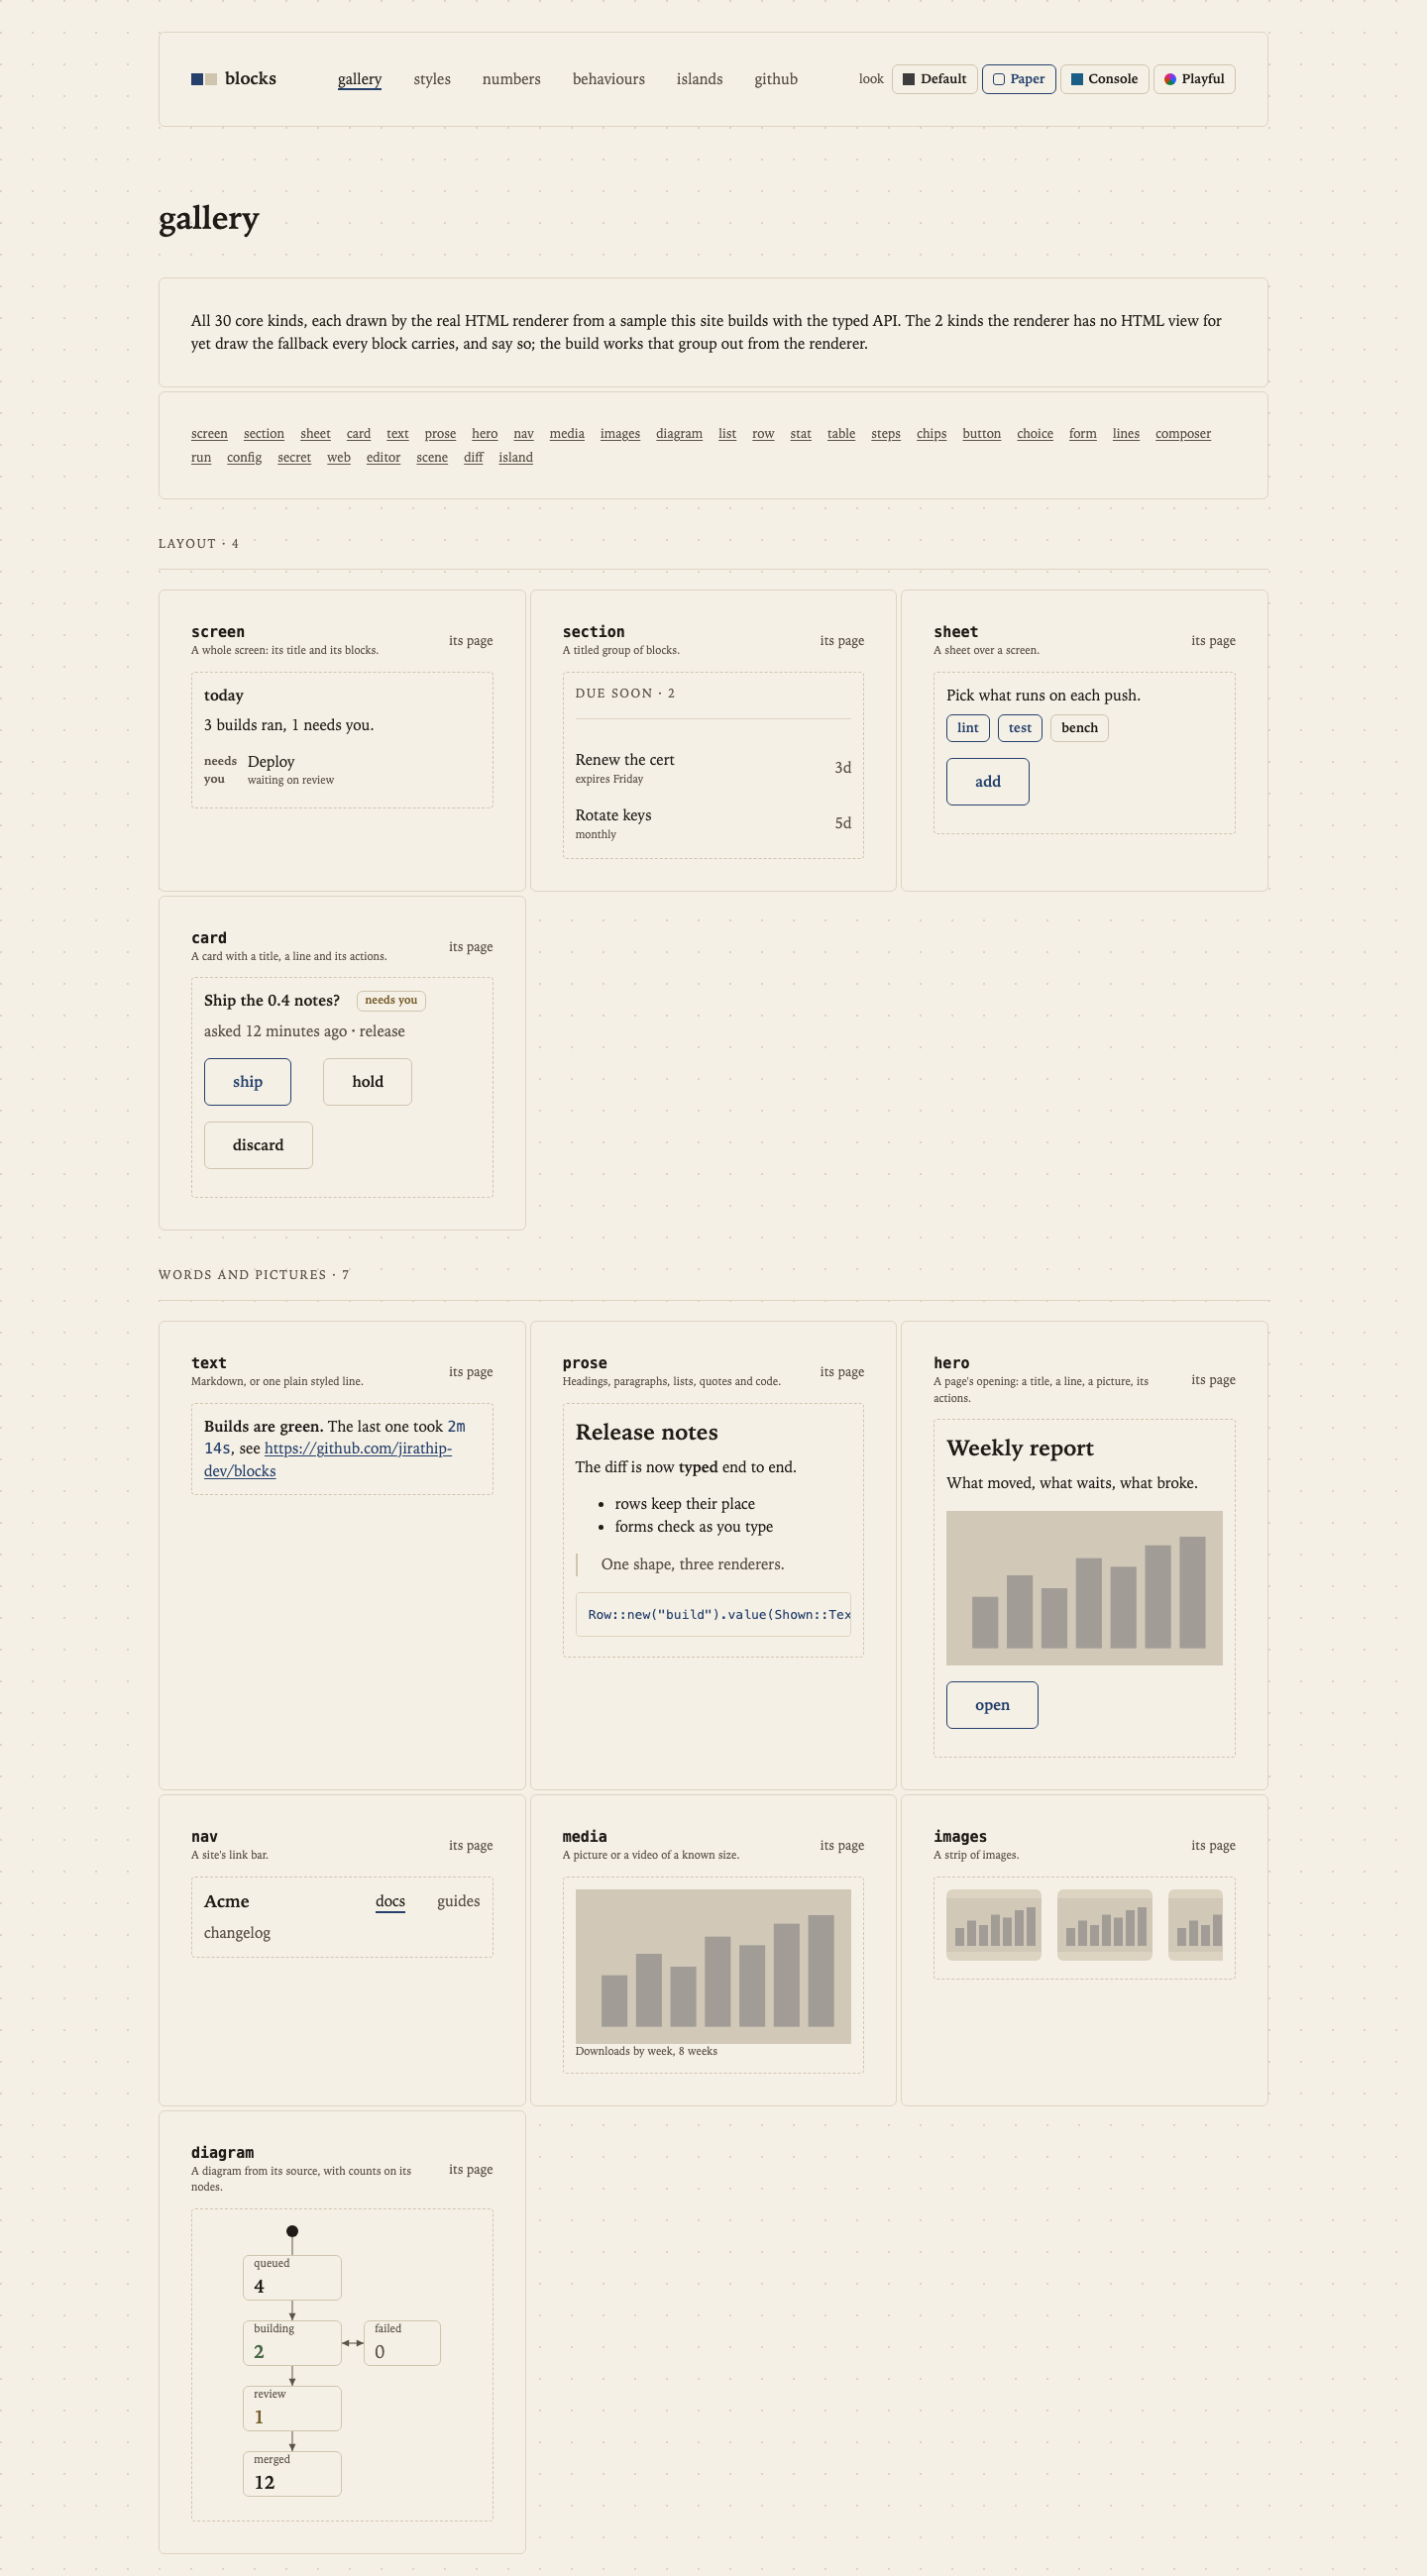 blocks
gallery styles numbers behaviours islands github
look Default Paper Console Playful
gallery
All 30 core kinds, each drawn by the real HTML renderer from a sample this site builds with the typed API. The 2 kinds the renderer has no HTML view for
yet draw the fallback every block carries, and say so; the build works that group out from the renderer.
screen section sheet card text prose hero nav media images diagram list row stat table steps chips button choice form lines composer
run config secret web editor scene diff island
LAYOUT · 4
screen
A whole screen: its title and its blocks.
its page
today
3 builds ran, 1 needs you.
needs
you
Deploy
waiting on review
section
A titled group of blocks.
its page
DUE SOON · 2
Renew the cert
expires Friday
3d
Rotate keys
monthly
5d
sheet
A sheet over a screen.
its page
Pick what runs on each push.
lint test bench
add
card
A card with a title, a line and its actions.
its page
Ship the 0.4 notes? needs you
asked 12 minutes ago · release
ship hold
discard
WORDS AND PICTURES · 7
text
Markdown, or one plain styled line.
its page
Builds are green. The last one took 2m
14s, see https://github.com/jirathip-
dev/blocks
prose
Headings, paragraphs, lists, quotes and code.
its page
Release notes
The diff is now typed end to end.
• rows keep their place
• forms check as you type
One shape, three renderers.
Row::new("build").value(Shown::Tex
hero
A page's opening: a title, a line, a picture, its
actions.
its page
Weekly report
What moved, what waits, what broke.
open
nav
A site's link bar.
its page
Acme docs guides
changelog
media
A picture or a video of a known size.
its page
Downloads by week, 8 weeks
images
A strip of images.
its page
diagram
A diagram from its source, with counts on its
nodes.
its page
queued
4
building
2
failed
0
review
1
merged
12